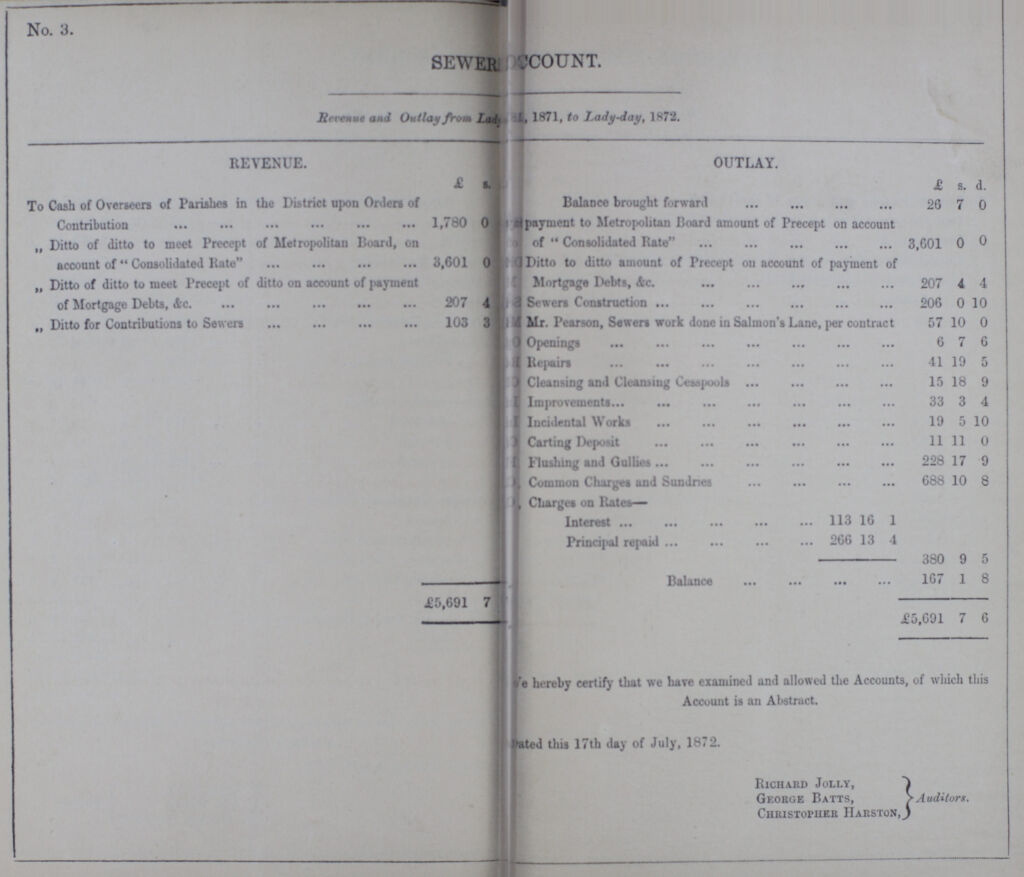 No. 3.
SEWER COUNT.
Revenue and Outlay from Lady 1871, to Lady-day, 1872.
REVENUE.
£ s.
To Cash of Overseers of Parishes in the District upon Orders of
Contribution ... ... ... ... ... ... 1,780 0
„ Ditto of ditto to meet Precept of Metropolitan Board, on
account of “ Consolidated Rate” ... ... ... ... 3,601 0
„ Ditto of ditto to meet Precept of ditto on account of payment
of Mortgage Debts, &c. ... ... ... ... ... 207 4
„ Ditto for Contributions to Sewers ... ... ... ... 103 3
£5,691 7
OUTLAY.
£ s. d.
Balance brought forward ... ... ... ... 26 7 0
payment to Metropolitan Board amount of Precept on account
of “ Consolidated Rate” ... ... ... ... ... 3,601 0 0
Ditto to ditto amount of Precept on account of payment of
Mortgage Debts, &c. ... ... ... ... ... 207 4 4
Sewers Construction ... ... ... ... ... ... 206 0 10
Mr. Pearson, Sewers work done in Salmon's Lane, per contract 57 10 0
Openings ... ... ... ... ... ... ... 6 7 6
Repairs ... ... ... ... ... ... ... 41 19 5
Cleansing and Cleansing Cesspools ... ... ... ... 15 18 9
Improvements... ... ... ... ... ... ... 33 3 4
Incidental Works ... ... ... ... ... ... 19 5 10
Carting Deposit ... ... ... ... ... ... 11 11 0
Flushing and Gullies ... ... ... ... ... ... 228 17 9
Common Charges and Sundries ... ... ... ... 688 10 8
, Charges on Rates—
Interest ... ... ... ... ... 113 16 1
Principal repaid ... ... ... ... 266 13 4
380 9 5
Balance ... ... ... ... 167 1 8
£5,691 7 6
e hereby certify that we have examined and allowed the Accounts, of which this
Account is an Abstract.
ated this 17th day of July, 1872.
RICHARD JOLLY,
GEORGE BATTS,
CHRISTOPHER HARSTON,
} Auditors.